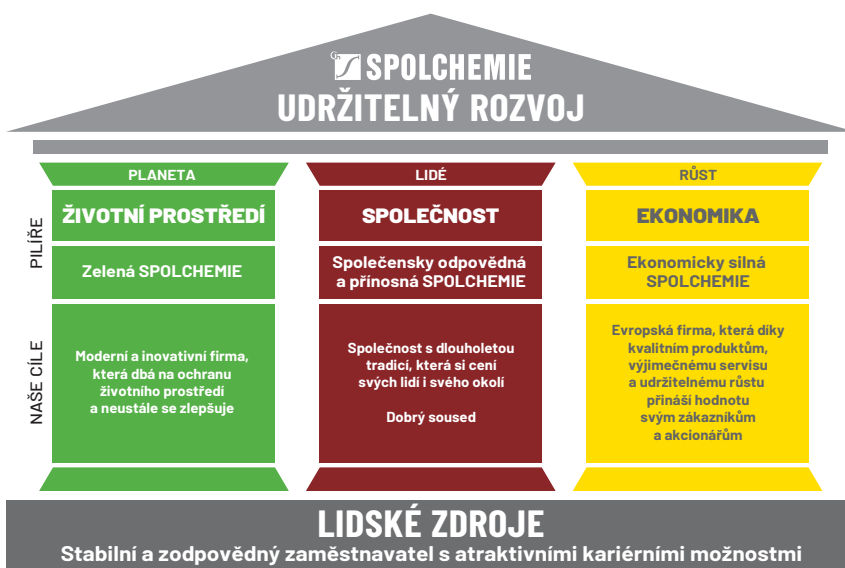 SPOLCHEMIE
UDRŽITELNÝ ROZVOJ
PLANETA
LIDÉ
RŮST
PILÍŘE
ŽIVOTNÍ PROSTŘEDÍ
SPOLEČNOST
EKONOMIKA
Zelená SPOLCHEMIE
Společensky odpovědná
a přínosná SPOLCHEMIE
Ekonomicky silná
SPOLCHEMIE
NAŠE CÍLE
Moderní a inovativní firma,
která dbá na ochranu
životního prostředí
a neustále se zlepšuje
Společnost s dlouholetou
tradicí, která si cení
svých lidí i svého okolí
Dobrý soused
Evropská firma, která díky
kvalitním produktům,
výjimečnému servisu
a udržitelnému růstu
přináší hodnotu
svým zákazníkům
a akcionářům
LIDSKÉ ZDROJE
Stabilní a zodpovědný zaměstnavatel s atraktivními kariérními možnostmi